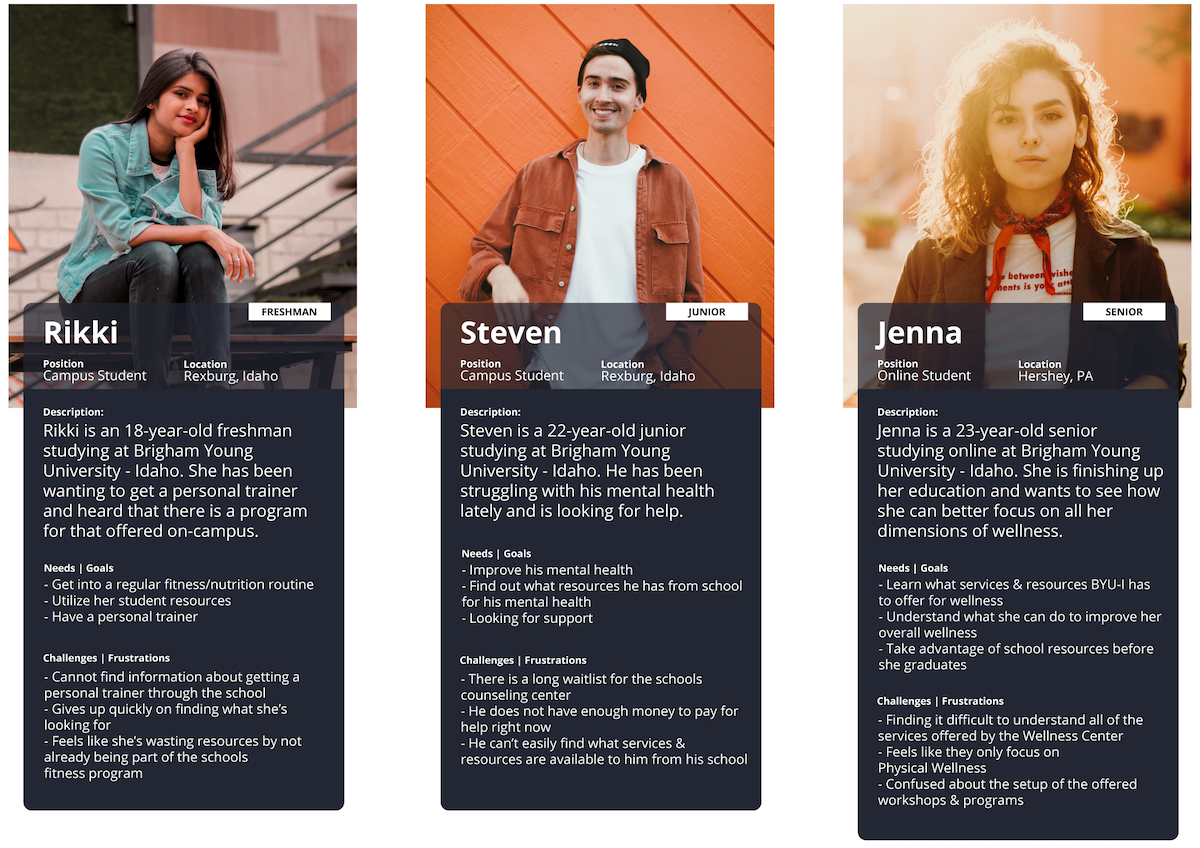 FRESHMAN
Rikki
Position
Campus Student
Location
Rexburg, Idaho
Description:
Rikki is an 18-year-old freshman
studying at Brigham Young
University - Idaho. She has been
wanting to get a personal trainer
and heard that there is a program
for that offered on-campus.
Needs | Goals
- Get into a regular fitness/nutrition routine
- Utilize her student resources
- Have a personal trainer
Challenges | Frustrations
- Cannot find information about getting a
personal trainer through the school
- Gives up quickly on finding what she’s
looking for
- Feels like she’s wasting resources by not
already being part of the schools
fitness program
JUNIOR
Steven
Position
Campus Student
Location
Rexburg, Idaho
Description:
Steven is a 22-year-old junior
studying at Brigham Young
University - Idaho. He has been
struggling with his mental health
lately and is looking for help.
Needs | Goals
- Improve his mental health
- Find out what resources he has from school
for his mental health
- Looking for support
Challenges | Frustrations
- There is a long waitlist for the schools
counseling center
- He does not have enough money to pay for
help right now
- He can’t easily find what services &
resources are available to him from his school
between wishe
ments is you
SENIOR
Jenna
Position
Online Student
Location
Hershey, PA
Description:
Jenna is a 23-year-old senior
studying online at Brigham Young
University - Idaho. She is finishing up
her education and wants to see how
she can better focus on all her
dimensions of wellness.
Needs | Goals
- Learn what services & resources BYU-I has
to offer for wellness
- Understand what she can do to improve her
overall wellness
- Take advantage of school resources before
she graduates
Challenges | Frustrations
- Finding it difficult to understand all of the
services offered by the Wellness Center
- Feels like they only focus on
Physical Wellness
- Confused about the setup of the offered
workshops & programs